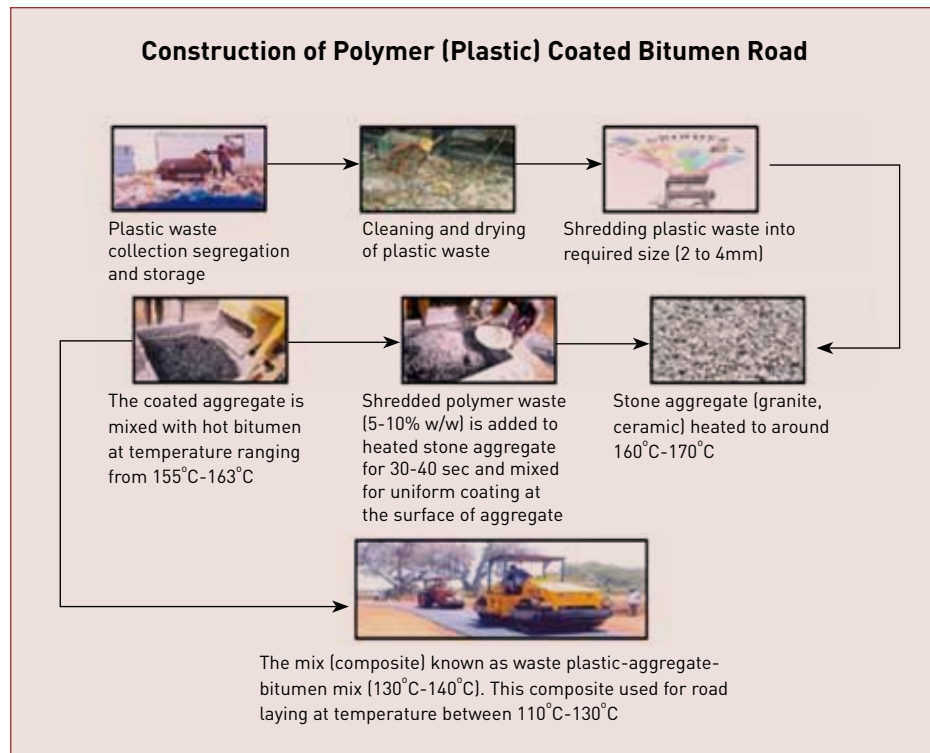 Construction of Polymer (Plastic) Coated Bitumen Road
Plastic waste
collection segregation
and storage
Cleaning and drying
of plastic waste
Shredding plastic waste into
required size (2 to 4mm)
The coated aggregate is
mixed with hot bitumen
at temperature ranging
from 155°C-163°C
Shredded polymer waste
(5-10% w/w) is added to
heated stone aggregate
for 30-40 sec and mixed
for uniform coating at
the surface of aggregate
Stone aggregate (granite,
ceramic) heated to around
160°C-170°C
The mix (composite) known as waste plastic-aggregate-
bitumen mix (130°C-140°C). This composite used for road
laying at temperature between 110°C-130°C